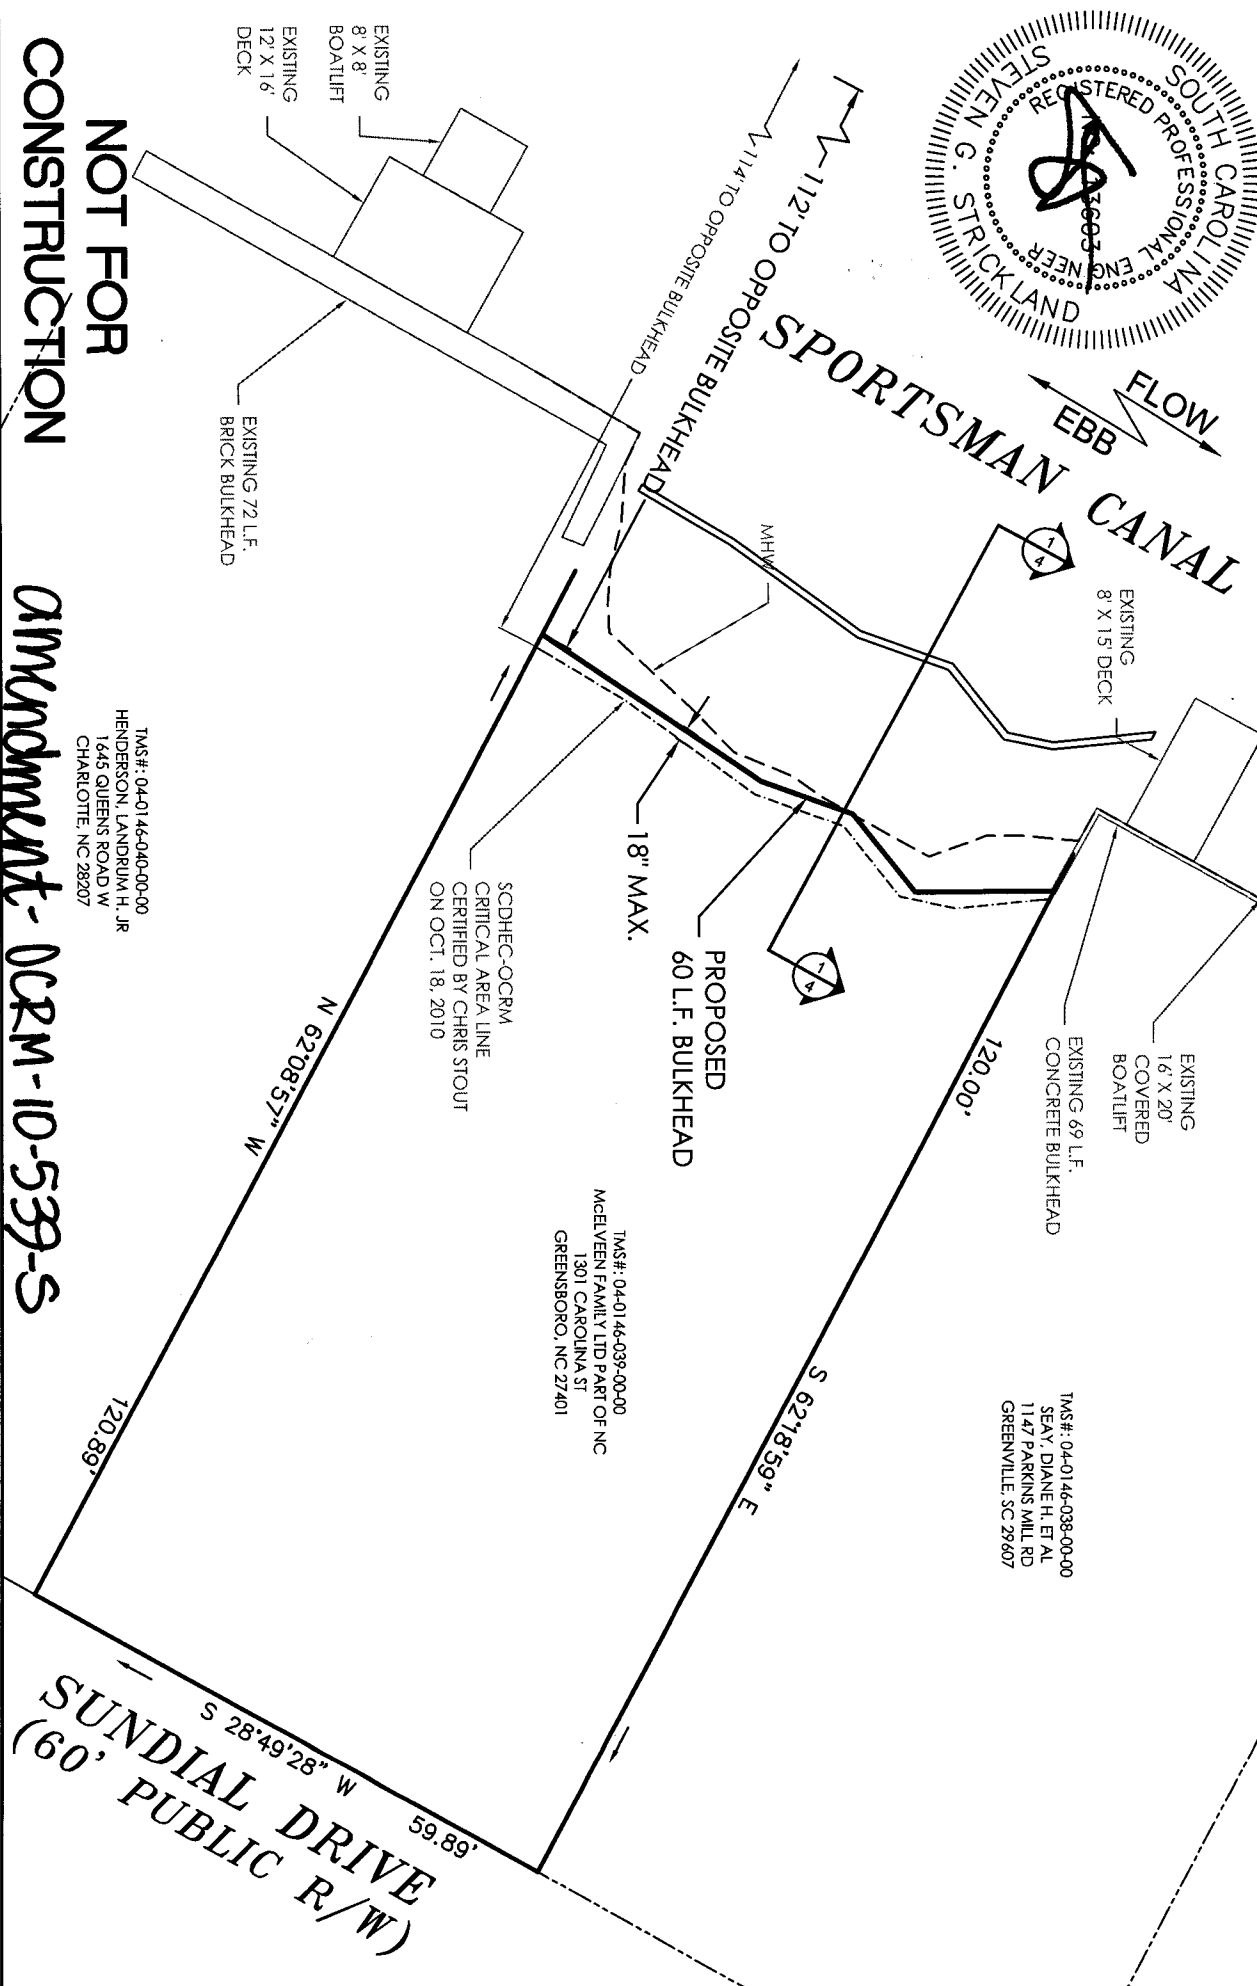 SOUTH CAROLINA
REGISTERED PROFESSIONAL
ENGINEER
STEVEN G. STRICKLAND
FLOW
EBB
SPORTSMAN CANAL
112' TO OPPOSITE BULKHEAD
114' TO OPPOSITE BULKHEAD
EXISTING
8' X 8'
BOATLIFT
EXISTING
12' X 16'
DECK
EXISTING 72 L.F.
BRICK BULKHEAD
MHW
1
4
EXISTING
8' X 15' DECK
EXISTING
16' X 20'
COVERED
BOATLIFT
EXISTING 69 L.F.
CONCRETE BULKHEAD
1
4
PROPOSED
60 L.F. BULKHEAD
18" MAX.
SCDHEC-OCRM
CRITICAL AREA LINE
CERTIFIED BY CHRIS STOUT
ON OCT. 18, 2010
120.00'
S 62°18'59" E
N 62°08'57" W
120.89'
S 28°49'28" W
59.89'
TMS#: 04-0146-038-00-00
SEAY, DIANE H. ET AL
1147 PARKINS MILL RD
GREENVILLE, SC 29607
TMS#: 04-0146-039-00-00
McELVEEN FAMILY LTD PART OF NC
1301 CAROLINA ST
GREENSBORO, NC 27401
TMS#: 04-0146-040-00-00
HENDERSON, LANDRUM H. JR
1645 QUEENS ROAD W
CHARLOTTE, NC 28207
SUNDIAL DRIVE
(60' PUBLIC R/W)
NOT FOR
CONSTRUCTION
amendment- OCRM-10-539-S